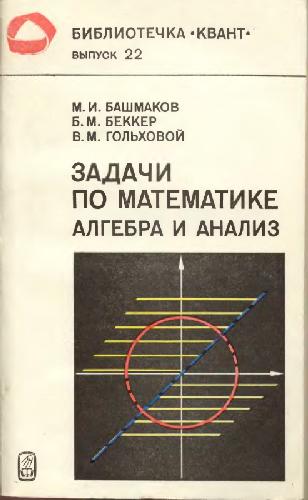 БИБЛИОТЕЧКА «КВАНТ»
ВЫПУСК 22
М. И. БАШМАКОВ
Б. М. БЕККЕР
В. М. ГОЛЬХОВОЙ
ЗАДАЧИ
ПО МАТЕМАТИКЕ
АЛГЕБРА И АНАЛИЗ